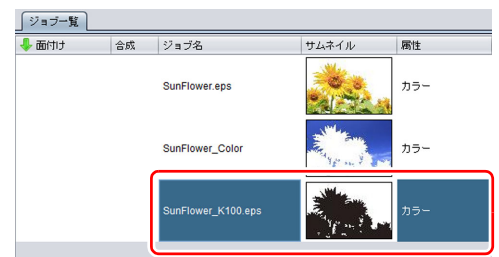 ジョブ一覧
面付け 合成 ジョブ名 サムネイル 属性
SunFlower.eps カラー
SunFlower_Color カラー
SunFlower_K100.eps カラー